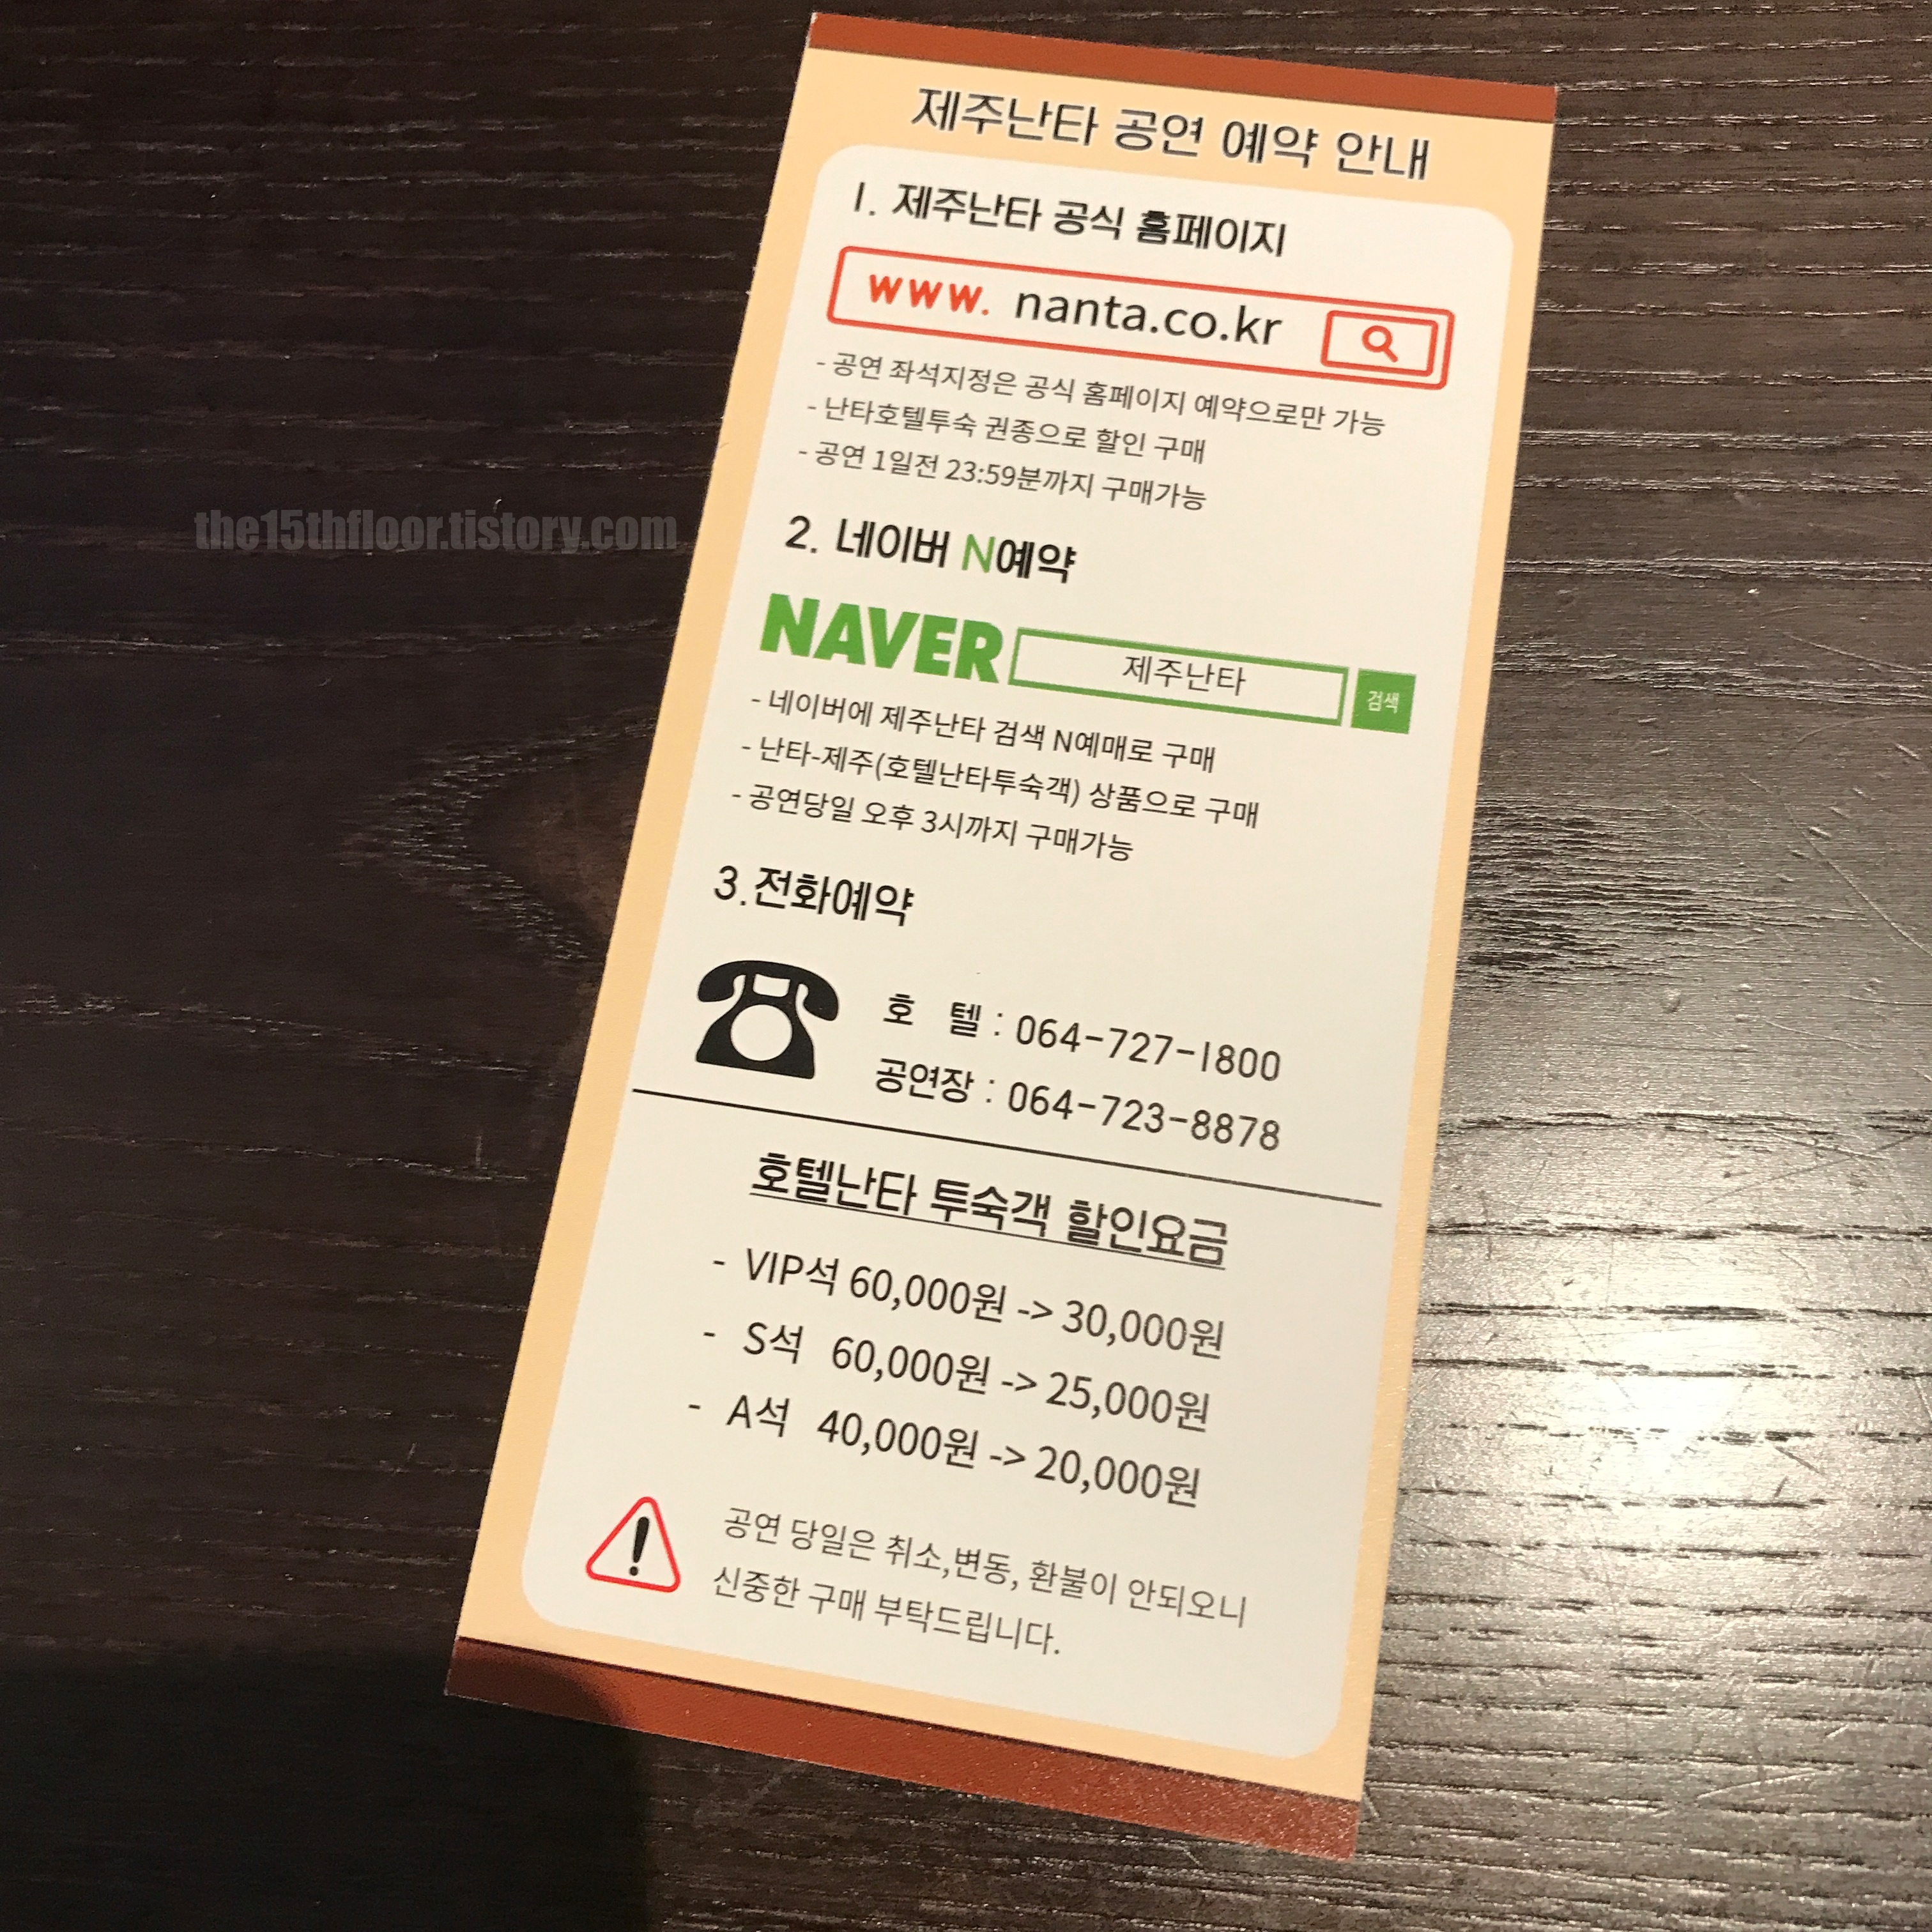 제주난타 공연 예약 안내
1. 제주난타 공식 홈페이지
www. nanta.co.kr
- 공연 좌석지정은 공식 홈페이지 예약으로만 가능
- 난타호텔투숙 권종으로 할인 구매
- 공연 1일전 23:59분까지 구매가능
the15thfloor.tistory.com
2. 네이버 N예약
NAVER 제주난타 검색
- 네이버에 제주난타 검색 N예매로 구매
- 난타-제주(호텔난타투숙객) 상품으로 구매
- 공연당일 오후 3시까지 구매가능
3.전화예약
호 텔 : 064-727-1800
공연장 : 064-723-8878
호텔난타 투숙객 할인요금
- VIP석 60,000원 -> 30,000원
- S석 60,000원 -> 25,000원
- A석 40,000원 -> 20,000원
공연 당일은 취소,변동, 환불이 안되오니
신중한 구매 부탁드립니다.